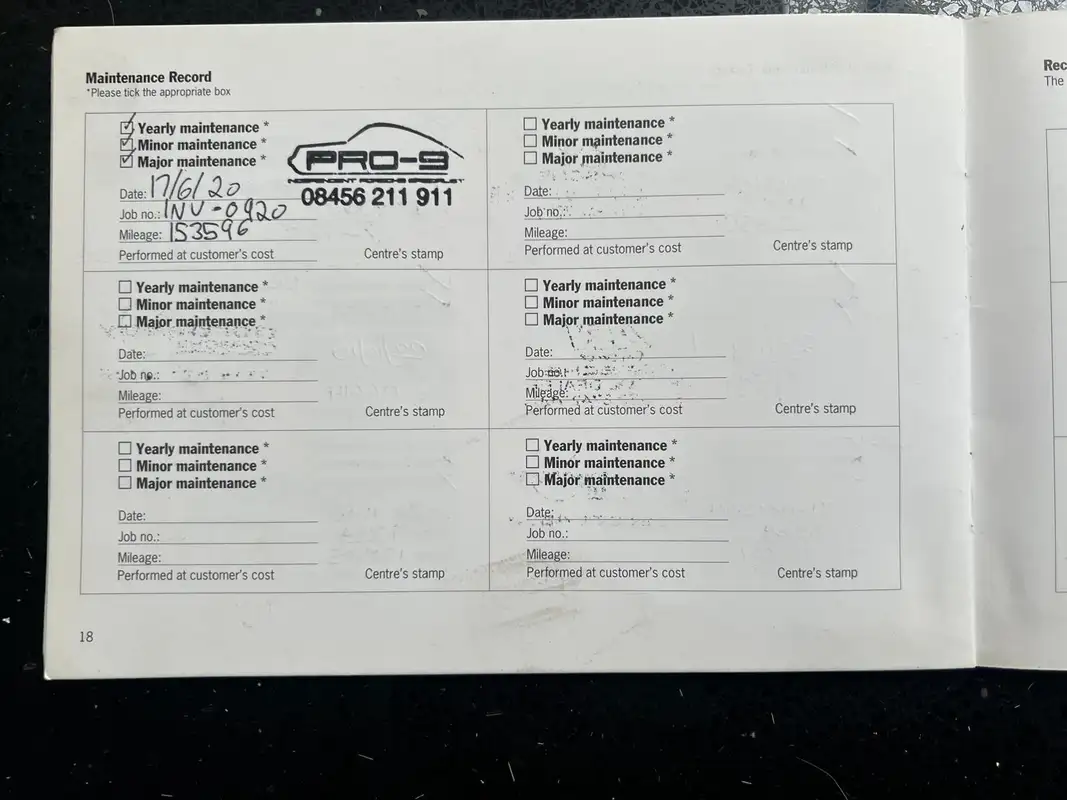 Maintenance Record
*Please tick the appropriate box
Yearly maintenance *
Minor maintenance *
Major maintenance *
Date: 17/6/20
Job no.: INV-0920
Mileage: 153596
Performed at customer's cost
PRO-9
INDEPENDENT PORSCHE SPECIALIST
08456 211 911
Centre's stamp
Yearly maintenance *
Minor maintenance *
Major maintenance *
Date:
Job no.:
Mileage:
Performed at customer's cost
Centre's stamp
Yearly maintenance *
Minor maintenance *
Major maintenance *
Date:
Job no.:
Mileage:
Performed at customer's cost
Centre's stamp
Yearly maintenance *
Minor maintenance *
Major maintenance *
Date:
Job no.:
Mileage:
Performed at customer's cost
Centre's stamp
Yearly maintenance *
Minor maintenance *
Major maintenance *
Date:
Job no.:
Mileage:
Performed at customer's cost
Centre's stamp
Yearly maintenance *
Minor maintenance *
Major maintenance *
Date:
Job no.:
Mileage:
Performed at customer's cost
Centre's stamp
18
Rec
The